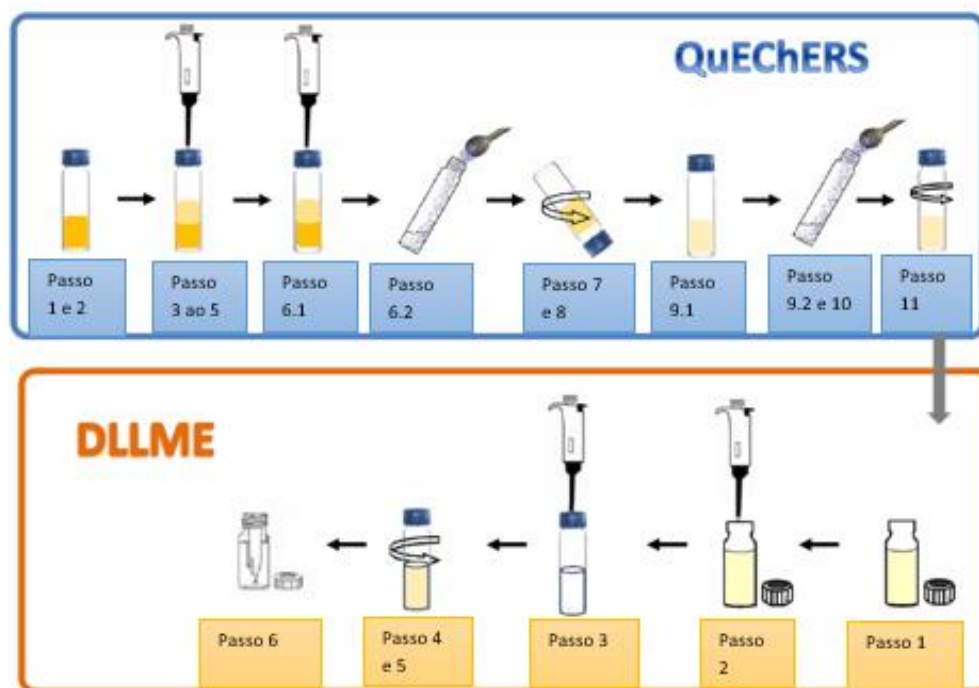 QuEChERS
Passo
1 e 2
Passo
3 ao 5
Passo
6.1
Passo
6.2
Passo 7
e 8
Passo
9.1
Passo
9.2 e 10
Passo
11
DLLME
Passo 6
Passo 4
e 5
Passo 3
Passo
2
Passo 1